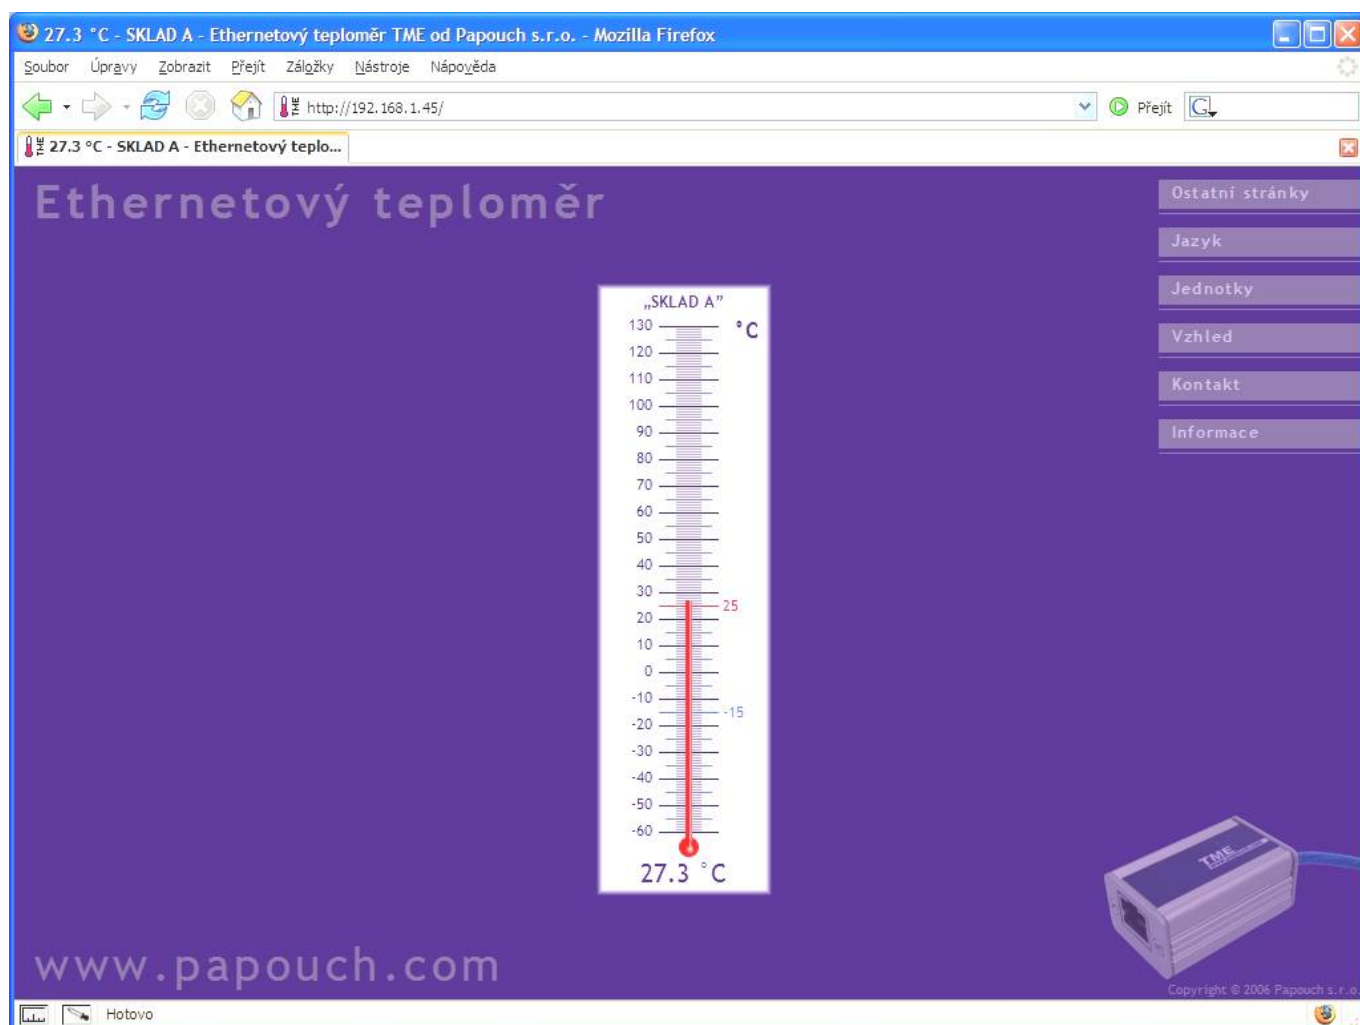 27.3 °C - SKLAD A - Ethernetový teploměr TME od Papouch s.r.o. - Mozilla Firefox
Soubor Úpravy Zobrazit Přejít Záložky Nástroje Nápověda
TME http://192.168.1.45/ Přejít G
TME 27.3 °C - SKLAD A - Ethernetový teplo...
Ethernetový teploměr
Ostatní stránky
Jazyk
Jednotky
Vzhled
Kontakt
Informace
„SKLAD A”
°C
130
120
110
100
90
80
70
60
50
40
30
25
20
10
0
-10
-15
-20
-30
-40
-50
-60
27.3 °C
TME
www.papouch.com
Copyright © 2006 Papouch s.r.o.
Hotovo